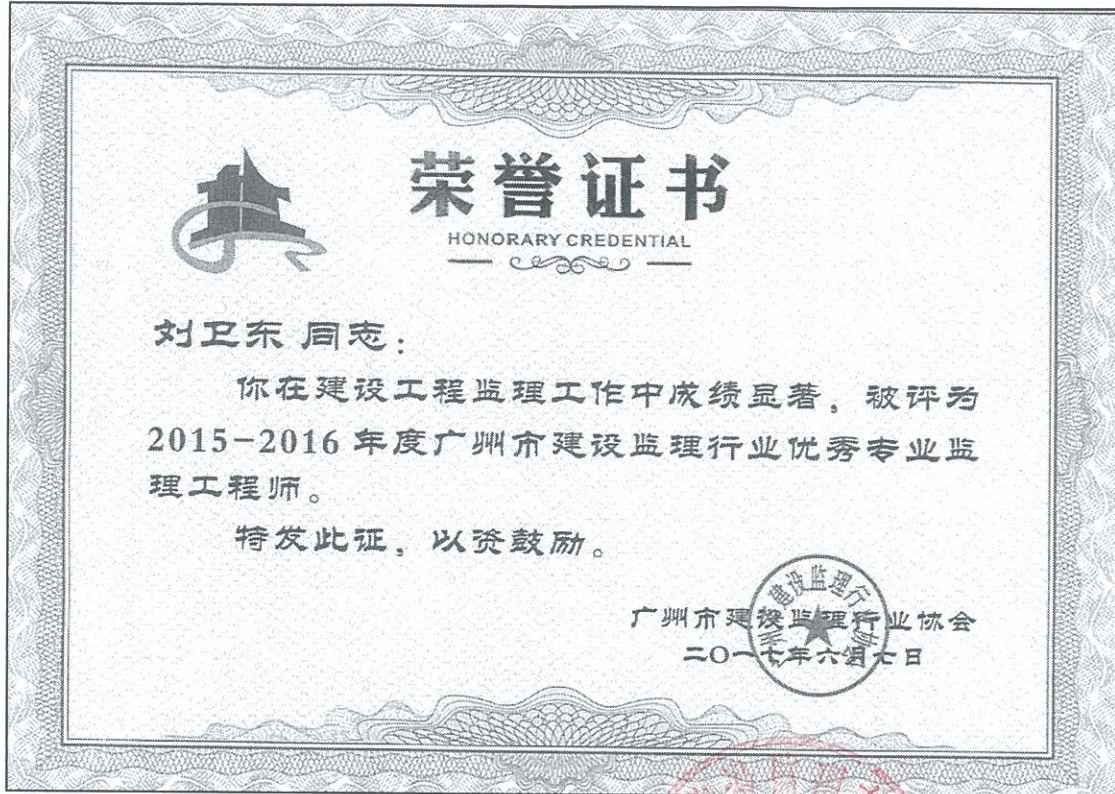 荣誉证书
HONORARY CREDENTIAL
刘卫东 同志：
你在建设工程监理工作中成绩显著，被评为
2015-2016 年度广州市建设监理行业优秀专业监
理工程师。
特发此证，以资鼓励。
广州市建设监理行业协会
二〇一七年六月七日